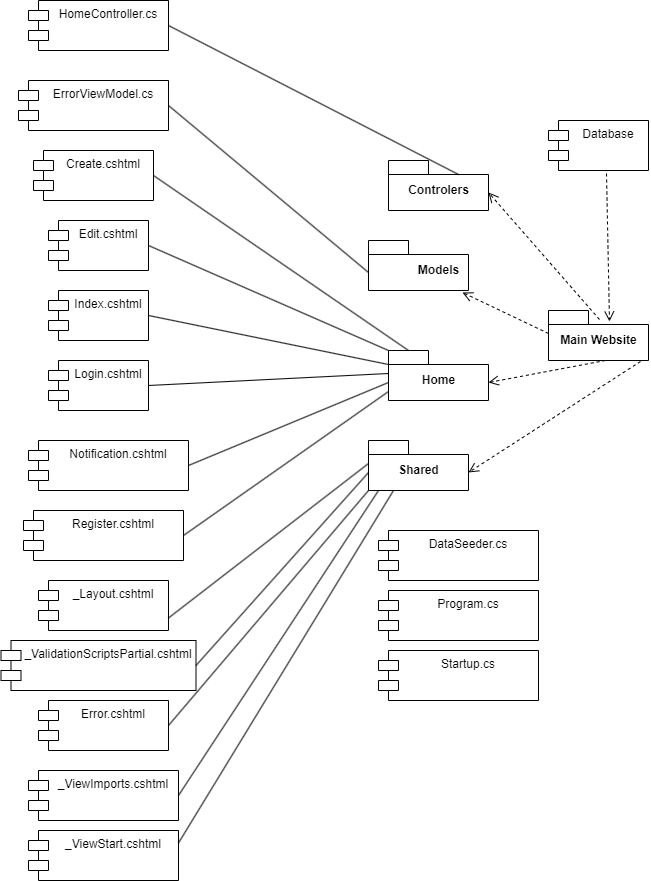 HomeController.cs
ErrorViewModel.cs
Database
Create.cshtml
Controlers
Edit.cshtml
Models
Index.cshtml
Main Website
Login.cshtml
Home
Notification.cshtml
Shared
Register.cshtml
DataSeeder.cs
_Layout.cshtml
Program.cs
_ValidationScriptsPartial.cshtml
Startup.cs
Error.cshtml
_ViewImports.cshtml
_ViewStart.cshtml